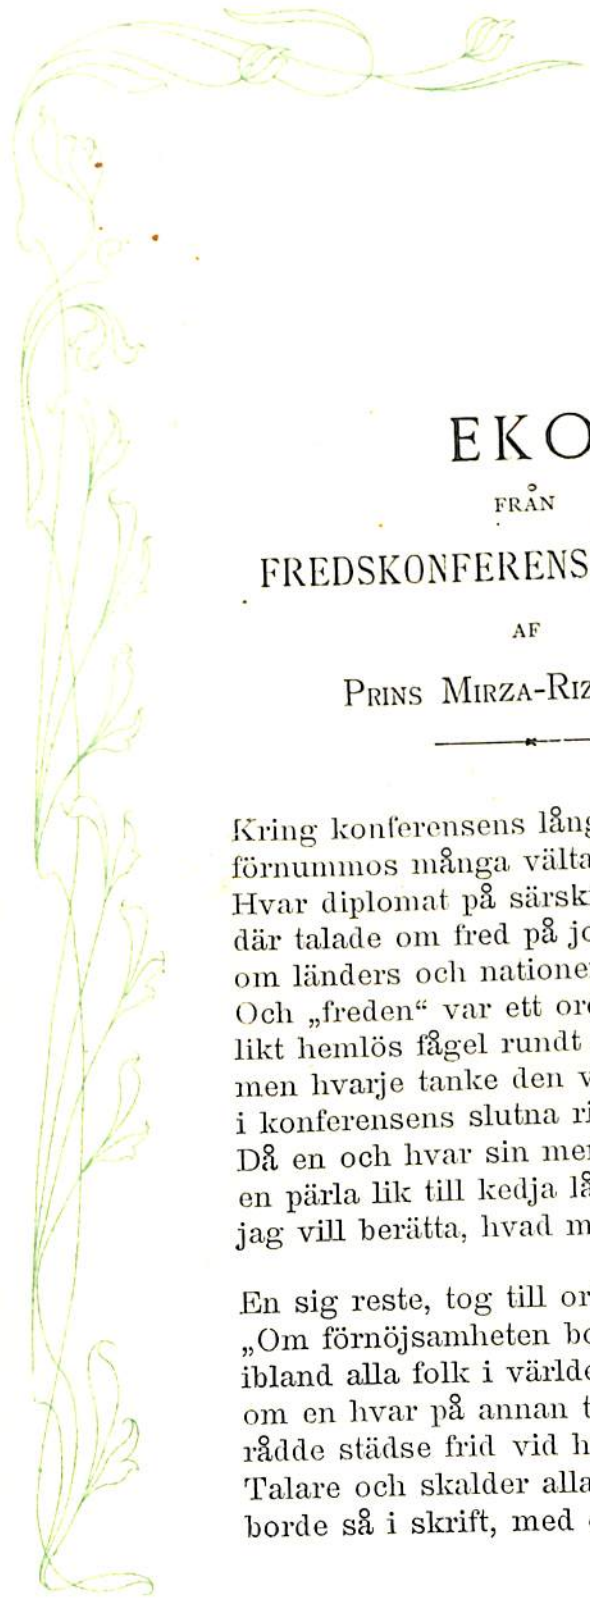 EKO
FRÅN
FREDSKONFERENS
AF
PRINS MIRZA-RIZ
Kring konferensens lång
förnummos många välta
Hvar diplomat på särsk
där talade om fred på jo
om länders och natione
Och „freden“ var ett or
likt hemlös fågel rundt
men hvarje tanke den v
i konferensens slutna ri
Då en och hvar sin me
en pärla lik till kedja lå
jag vill berätta, hvad m
En sig reste, tog till or
„Om förnöjsamheten bo
ibland alla folk i värld
om en hvar på annan t
rådde städse frid vid h
Talare och skalder alla
borde så i skrift, med